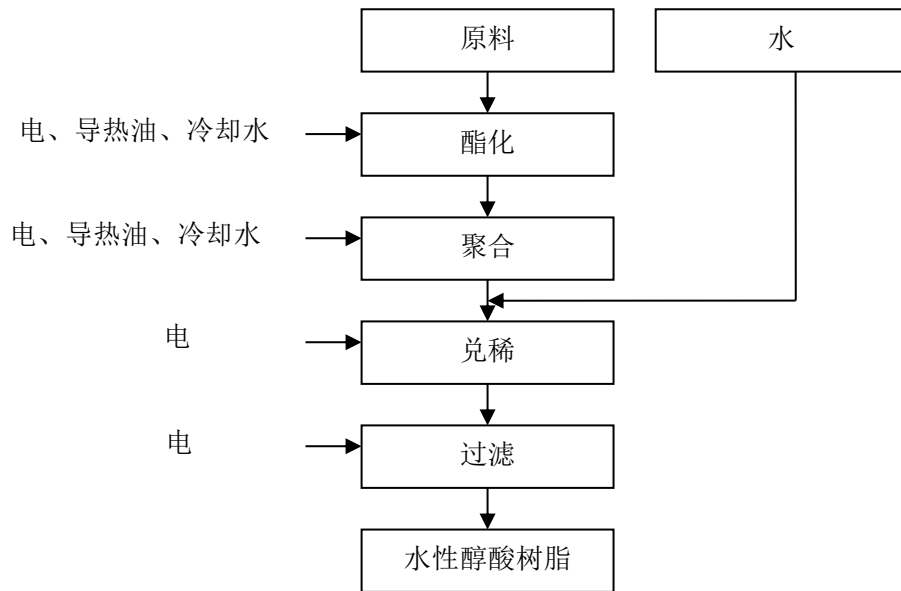 原料
水
电、导热油、冷却水
酯化
电、导热油、冷却水
聚合
电
兑稀
电
过滤
水性醇酸树脂